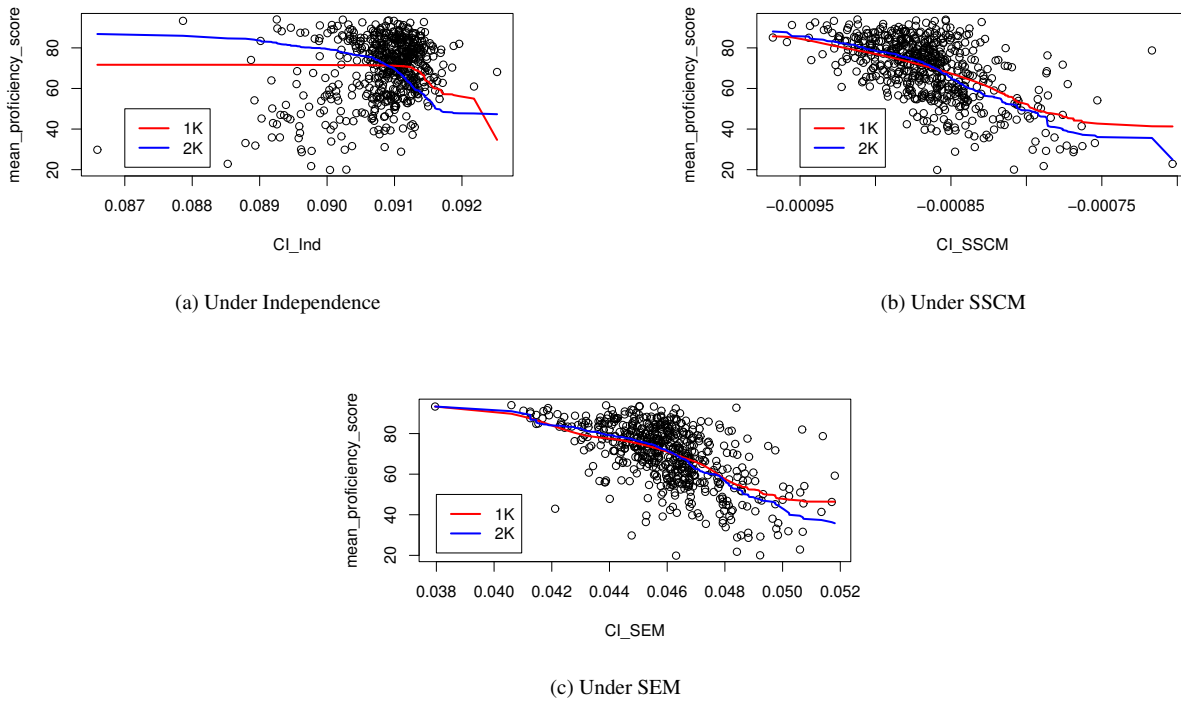 mean_proficiency_score
20 40 60 80
1K
2K
0.087 0.088 0.089 0.090 0.091 0.092
CI_Ind
(a) Under Independence
mean_proficiency_score
20 40 60 80
1K
2K
−0.00095 −0.00085 −0.00075
CI_SSCM
(b) Under SSCM
mean_proficiency_score
20 40 60 80
1K
2K
0.038 0.040 0.042 0.044 0.046 0.048 0.050 0.052
CI_SEM
(c) Under SEM